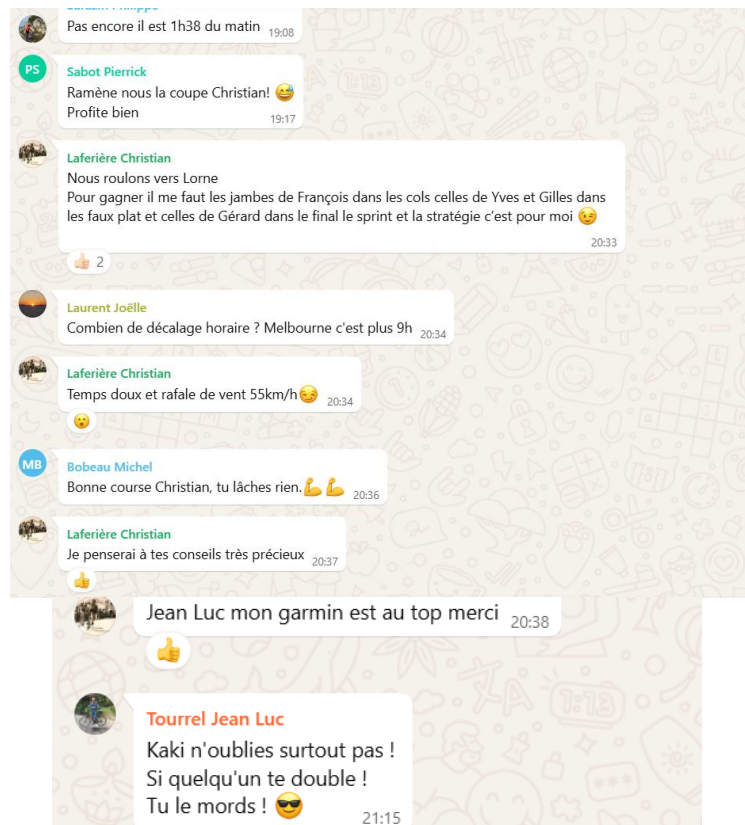 Pas encore il est 1h38 du matin 19:08
PS
Sabot Pierrick
Ramène nous la coupe Christian! 😅
Profite bien 19:17
Laferière Christian
Nous roulons vers Lorne
Pour gagner il me faut les jambes de François dans les cols celles de Yves et Gilles dans
les faux plat et celles de Gérard dans le final le sprint et la stratégie c'est pour moi 😉
20:33
👍 2
Laurent Joëlle
Combien de décalage horaire ? Melbourne c'est plus 9h 20:34
Laferière Christian
Temps doux et rafale de vent 55km/h😏 20:34
😮
MB
Bobeau Michel
Bonne course Christian, tu lâches rien.💪💪 20:36
Laferière Christian
Je penserai à tes conseils très précieux 20:37
👍
Jean Luc mon garmin est au top merci 20:38
👍
Tourrel Jean Luc
Kaki n'oublies surtout pas !
Si quelqu'un te double !
Tu le mords ! 😎
21:15